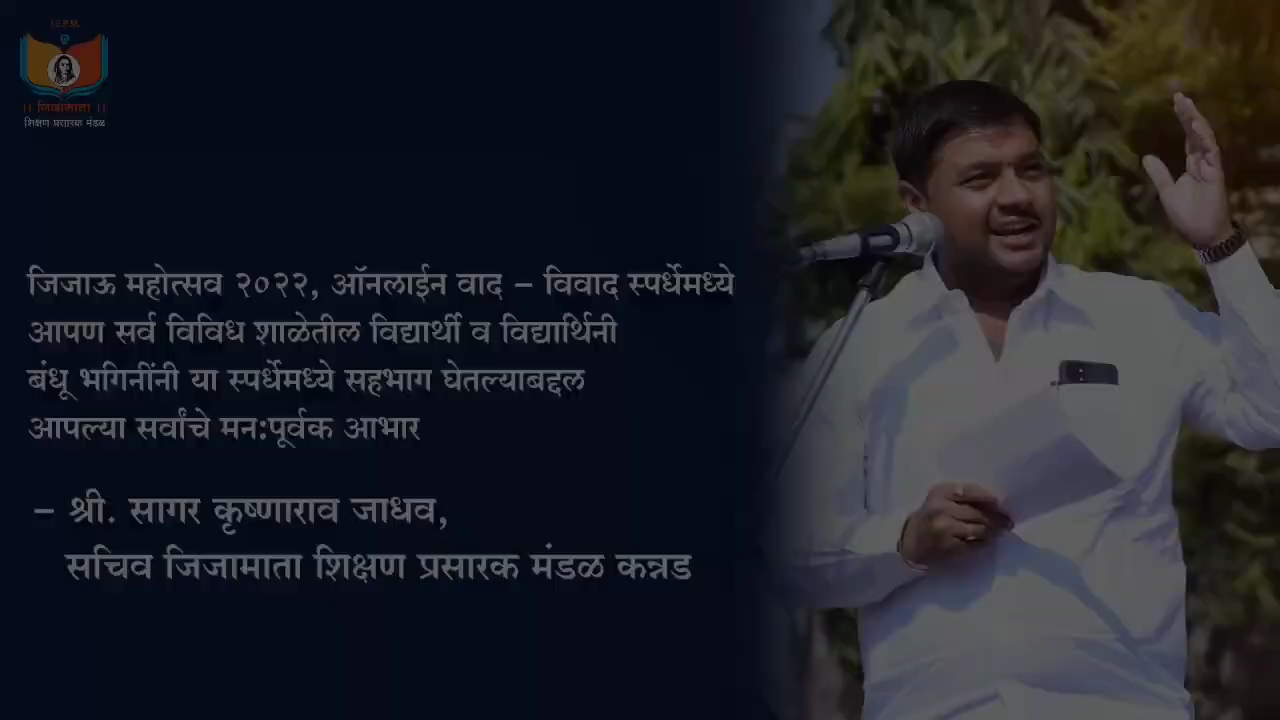 J.S.P.M.
।। जिजामाता ।।
शिक्षण प्रसारक मंडळ
जिजाऊ महोत्सव २०२२, ऑनलाईन वाद – विवाद स्पर्धेमध्ये
आपण सर्व विविध शाळेतील विद्यार्थी व विद्यार्थिनी
बंधू भगिनींनी या स्पर्धेमध्ये सहभाग घेतल्याबद्दल
आपल्या सर्वांचे मन:पूर्वक आभार
– श्री. सागर कृष्णाराव जाधव,
सचिव जिजामाता शिक्षण प्रसारक मंडळ कन्नड